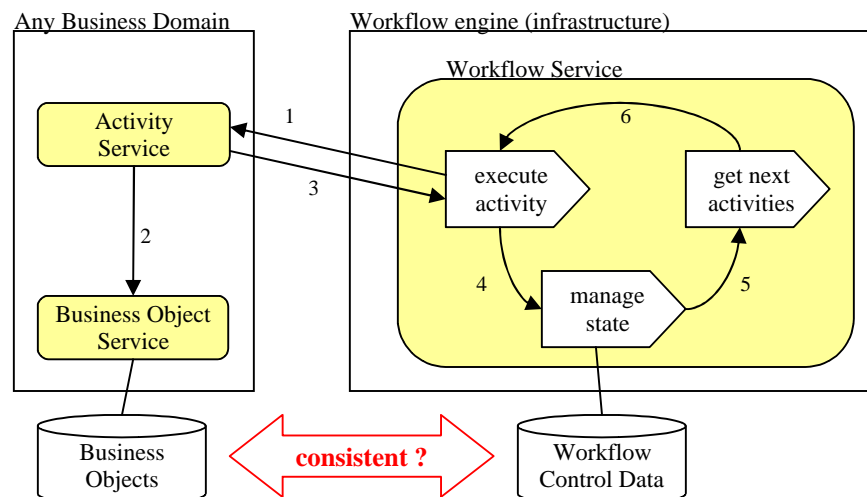 Any Business Domain
Workflow engine (infrastructure)
Workflow Service
Activity
Service
1
3
6
execute
activity
get next
activities
2
4
5
manage
state
Business Object
Service
Business
Objects
consistent ?
Workflow
Control Data